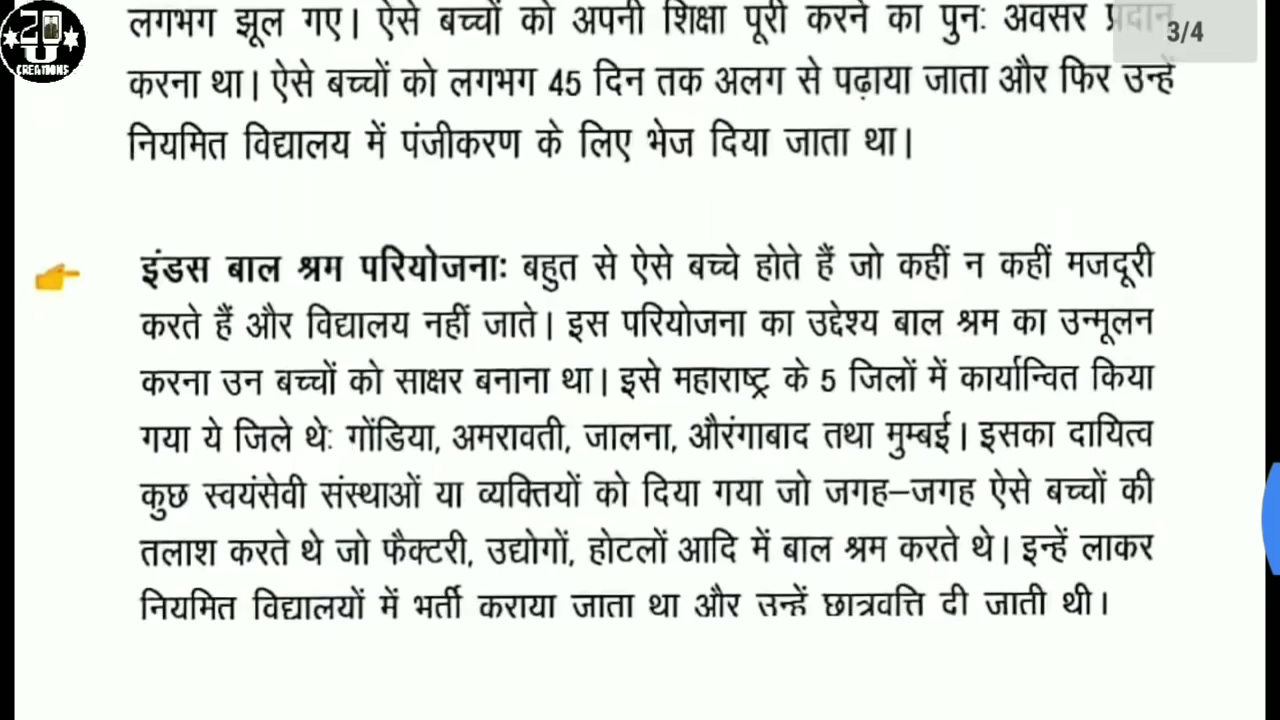 लगभग झूल गए। ऐसे बच्चों को अपनी शिक्षा पूरी करने का पुनः अवसर प्रदान
3/4
CREATIONS
करना था। ऐसे बच्चों को लगभग 45 दिन तक अलग से पढ़ाया जाता और फिर उन्हें
नियमित विद्यालय में पंजीकरण के लिए भेज दिया जाता था।
इंडस बाल श्रम परियोजनाः बहुत से ऐसे बच्चे होते हैं जो कहीं न कहीं मजदूरी
करते हैं और विद्यालय नहीं जाते। इस परियोजना का उद्देश्य बाल श्रम का उन्मूलन
करना उन बच्चों को साक्षर बनाना था। इसे महाराष्ट्र के 5 जिलों में कार्यान्वित किया
गया ये जिले थेः गोंडिया, अमरावती, जालना, औरंगाबाद तथा मुम्बई। इसका दायित्व
कुछ स्वयंसेवी संस्थाओं या व्यक्तियों को दिया गया जो जगह–जगह ऐसे बच्चों की
तलाश करते थे जो फैक्टरी, उद्योगों, होटलों आदि में बाल श्रम करते थे। इन्हें लाकर
नियमित विद्यालयों में भर्ती कराया जाता था और उन्हें छात्रवृत्ति दी जाती थी।